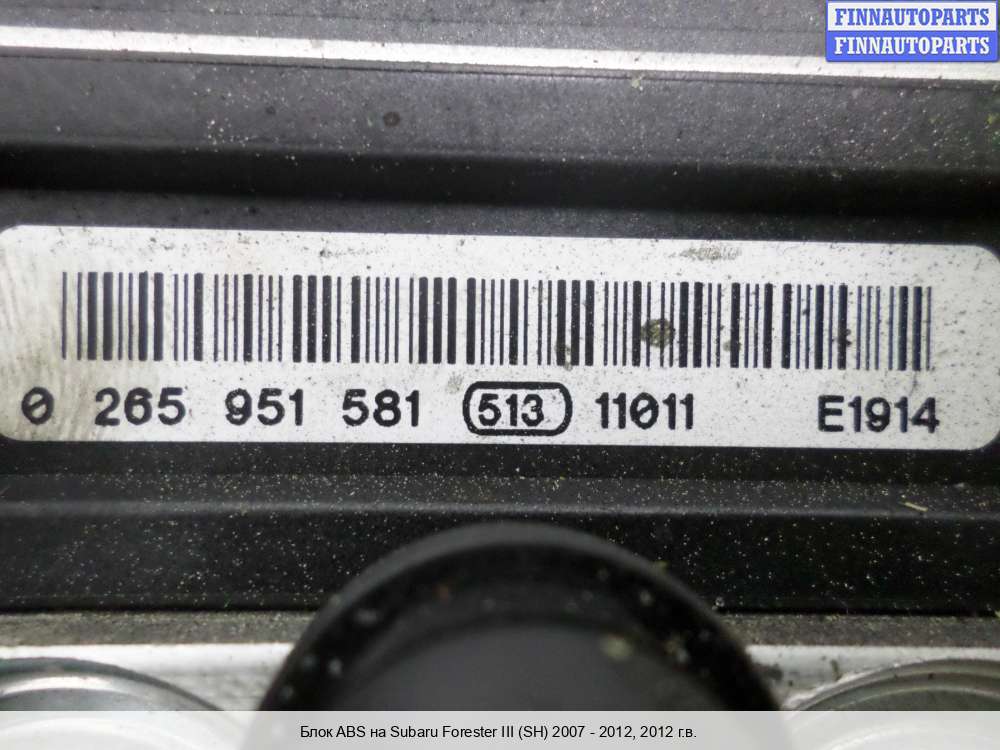 FINNAUTOPARTS
FINNAUTOPARTS
0 265 951 581 513 11011 E1914
Блок ABS на Subaru Forester III (SH) 2007 - 2012, 2012 г.в.